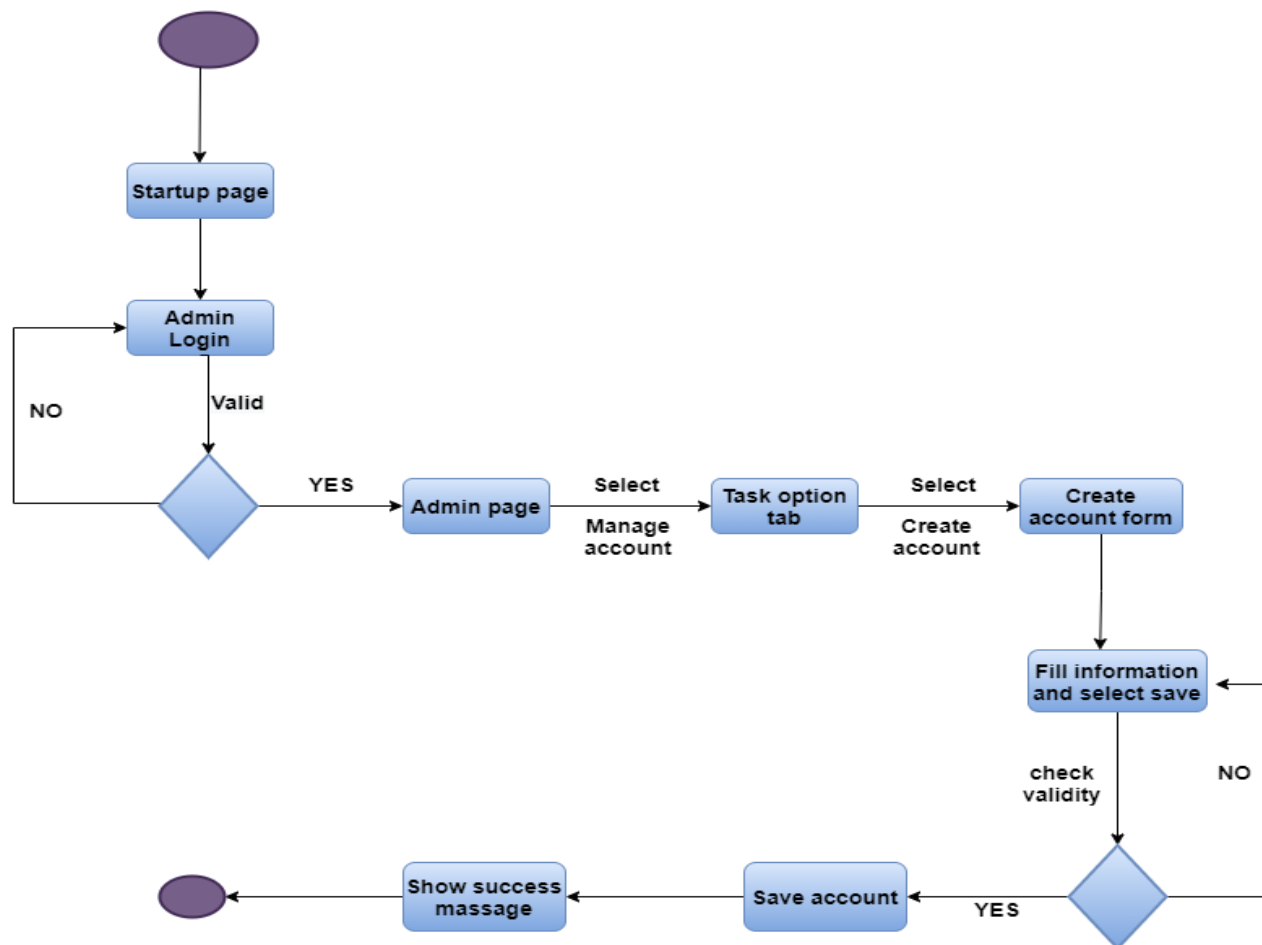 Startup page
Admin
Login
NO
Valid
YES
Admin page
Select
Manage
account
Task option
tab
Select
Create
account
Create
account form
Fill information
and select save
check
validity
NO
YES
Save account
Show success
massage